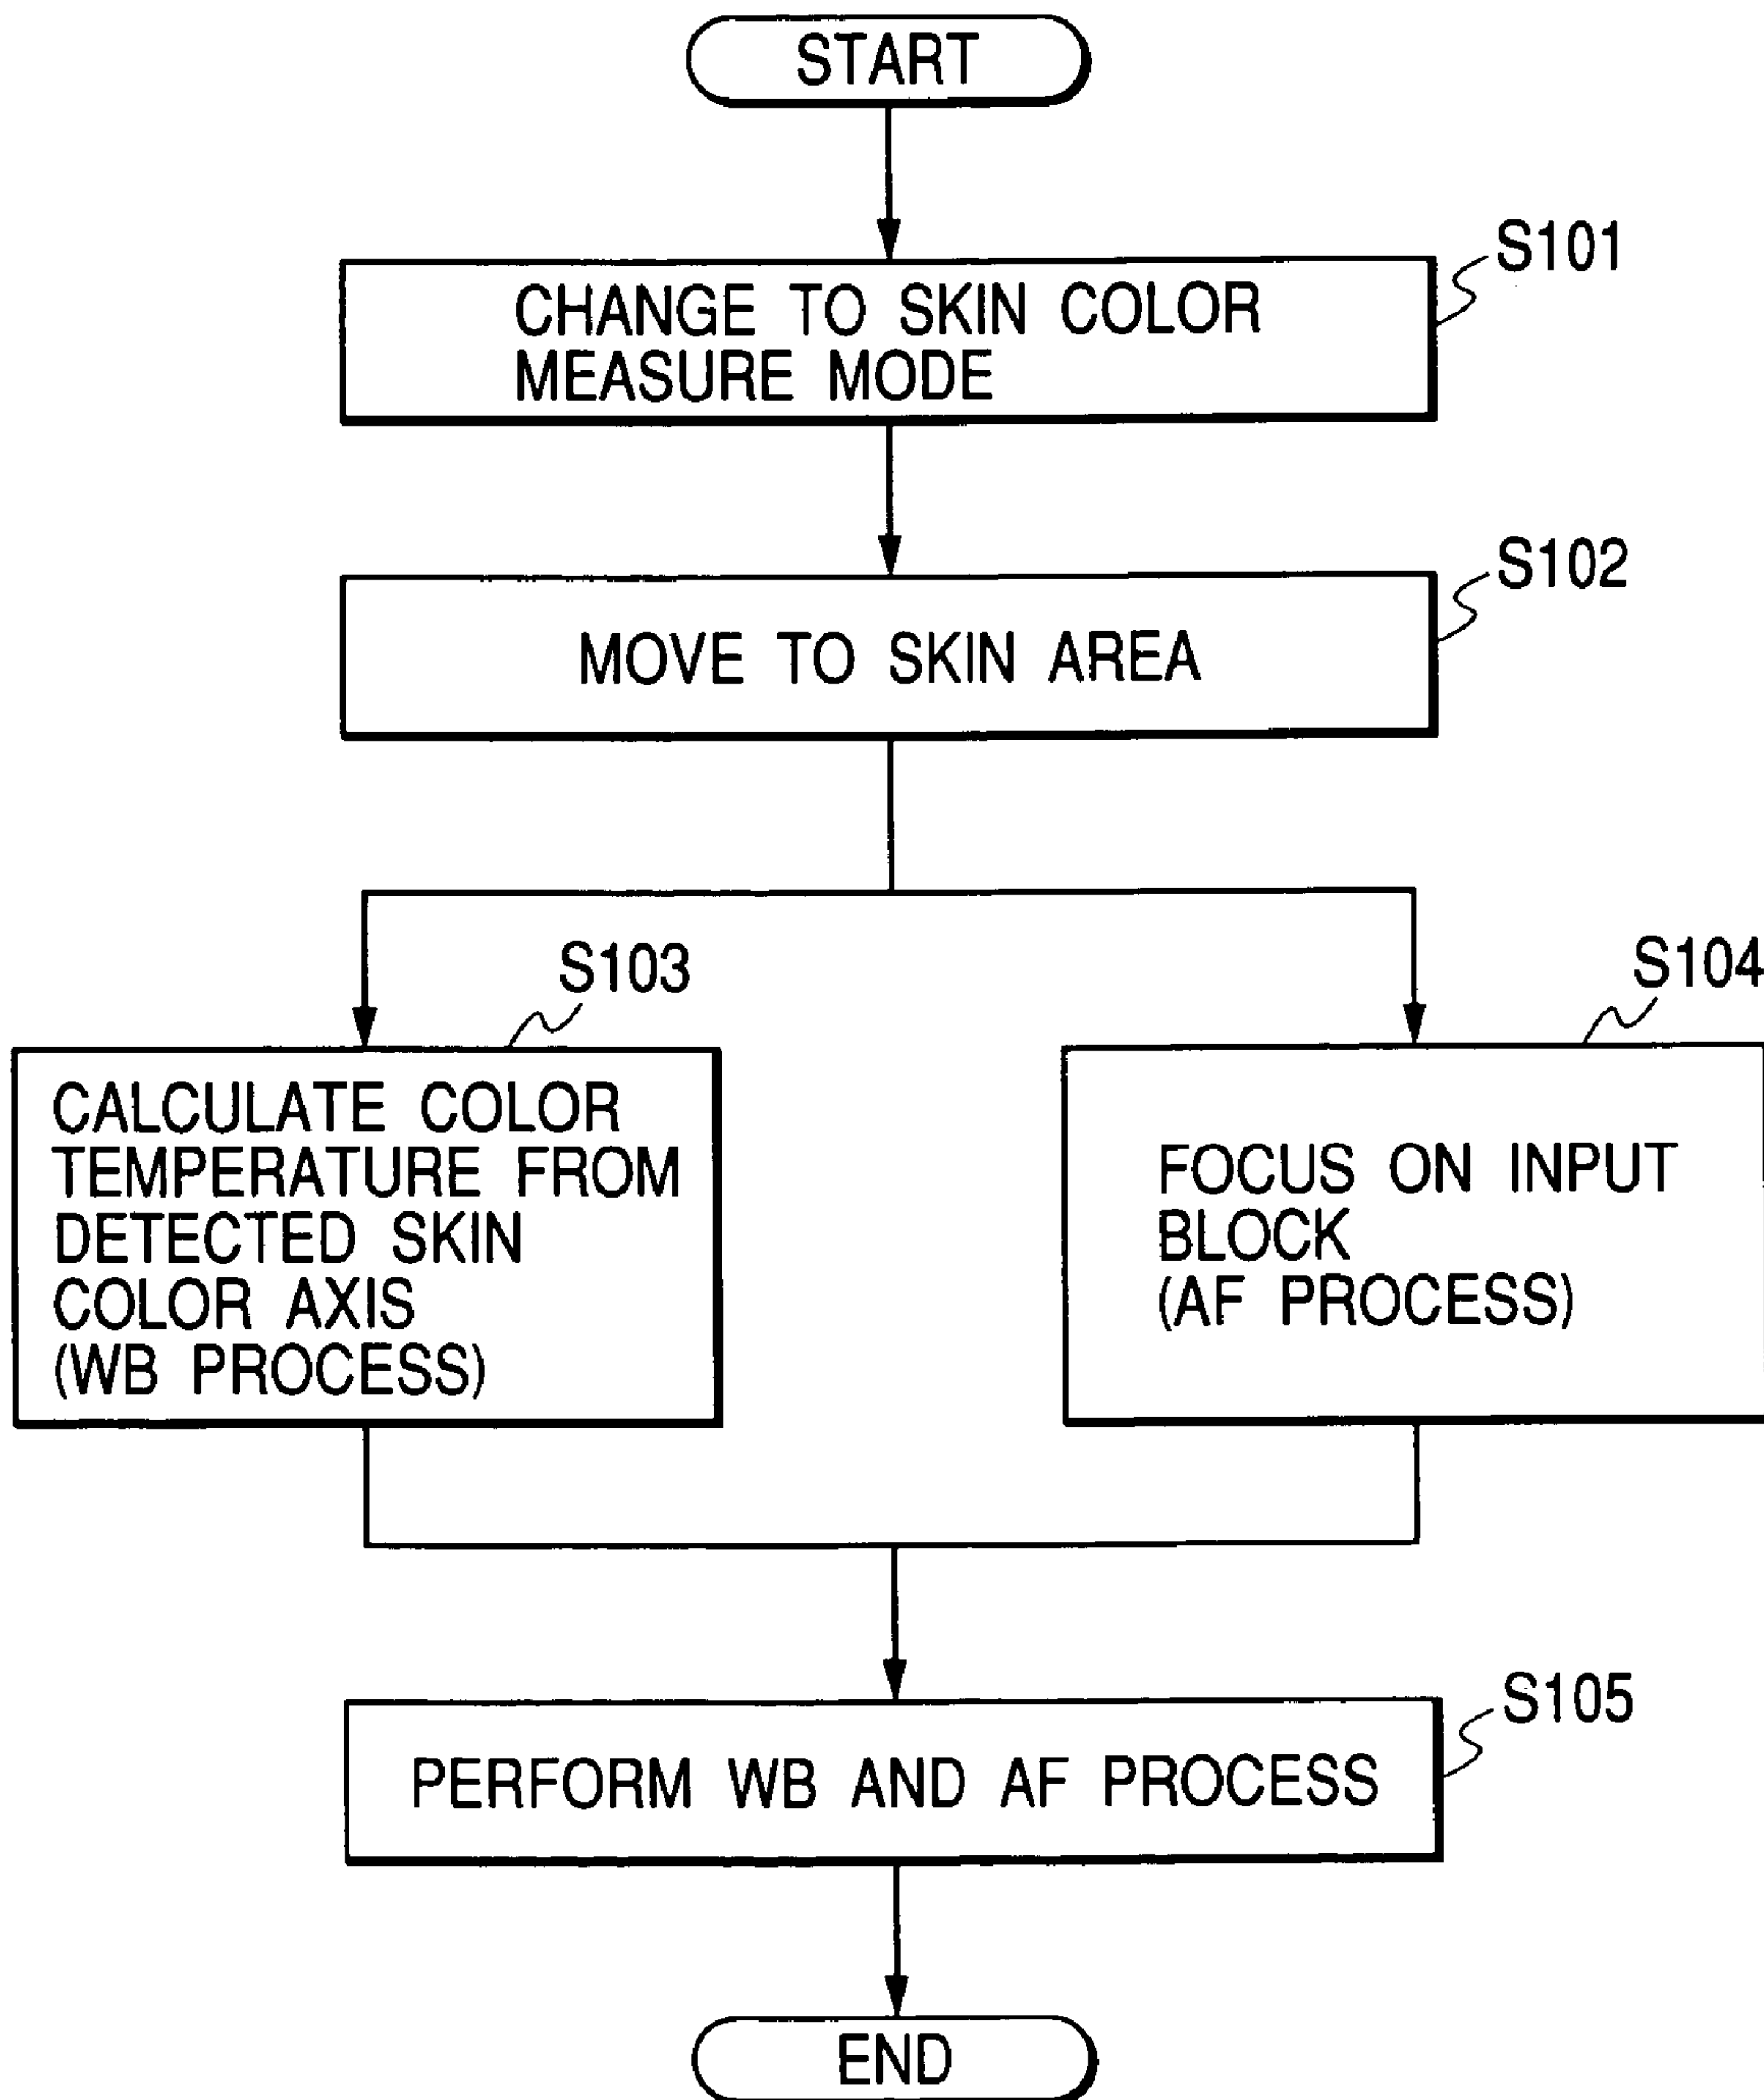 START
S101
CHANGE TO SKIN COLOR
MEASURE MODE
S102
MOVE TO SKIN AREA
S103
CALCULATE COLOR
TEMPERATURE FROM
DETECTED SKIN
COLOR AXIS
(WB PROCESS)
S104
FOCUS ON INPUT
BLOCK
(AF PROCESS)
S105
PERFORM WB AND AF PROCESS
END